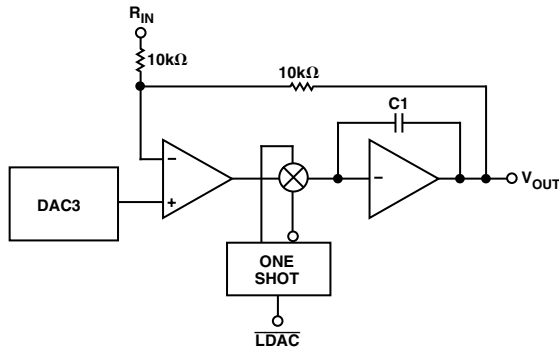 R_IN
10kΩ
10kΩ
C1
−
−
+
DAC3
V_OUT
ONE
SHOT
LDAC